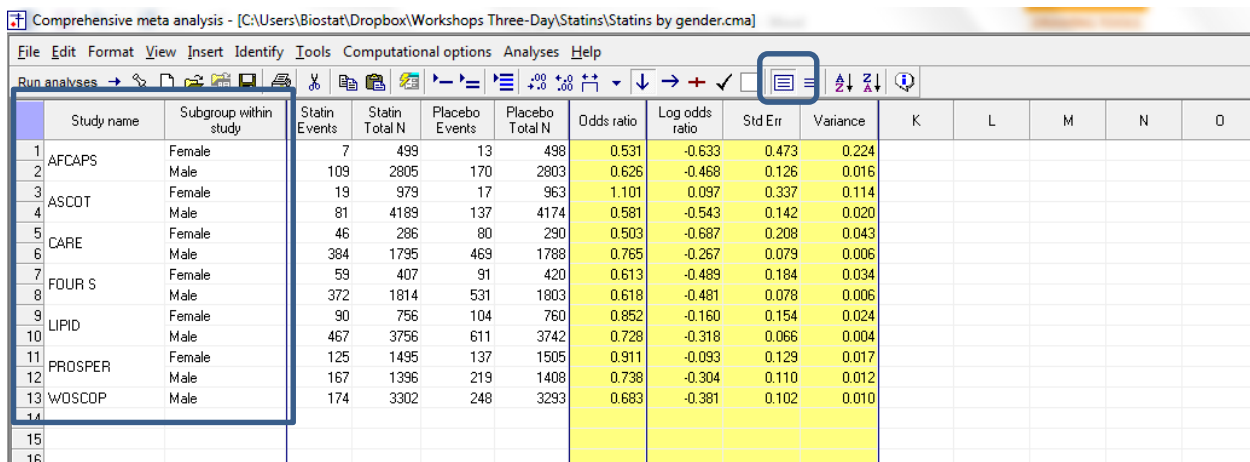 Comprehensive meta analysis - [C:\Users\Biostat\Dropbox\Workshops Three-Day\Statins\Statins by gender.cma]
File Edit Format View Insert Identify Tools Computational options Analyses Help
Run analyses
Study name Subgroup within study Statin Events Statin Total N Placebo Events Placebo Total N Odds ratio Log odds ratio Std Err Variance K L M N O
1 AFCAPS Female 7 499 13 498 0.531 -0.633 0.473 0.224
2 Male 109 2805 170 2803 0.626 -0.468 0.126 0.016
3 ASCOT Female 19 979 17 963 1.101 0.097 0.337 0.114
4 Male 81 4189 137 4174 0.581 -0.543 0.142 0.020
5 CARE Female 46 286 80 290 0.503 -0.687 0.208 0.043
6 Male 384 1795 469 1788 0.765 -0.267 0.079 0.006
7 FOUR S Female 59 407 91 420 0.613 -0.489 0.184 0.034
8 Male 372 1814 531 1803 0.618 -0.481 0.078 0.006
9 LIPID Female 90 756 104 760 0.852 -0.160 0.154 0.024
10 Male 467 3756 611 3742 0.728 -0.318 0.066 0.004
11 PROSPER Female 125 1495 137 1505 0.911 -0.093 0.129 0.017
12 Male 167 1396 219 1408 0.738 -0.304 0.110 0.012
13 WOSCOP Male 174 3302 248 3293 0.683 -0.381 0.102 0.010
14
15
16